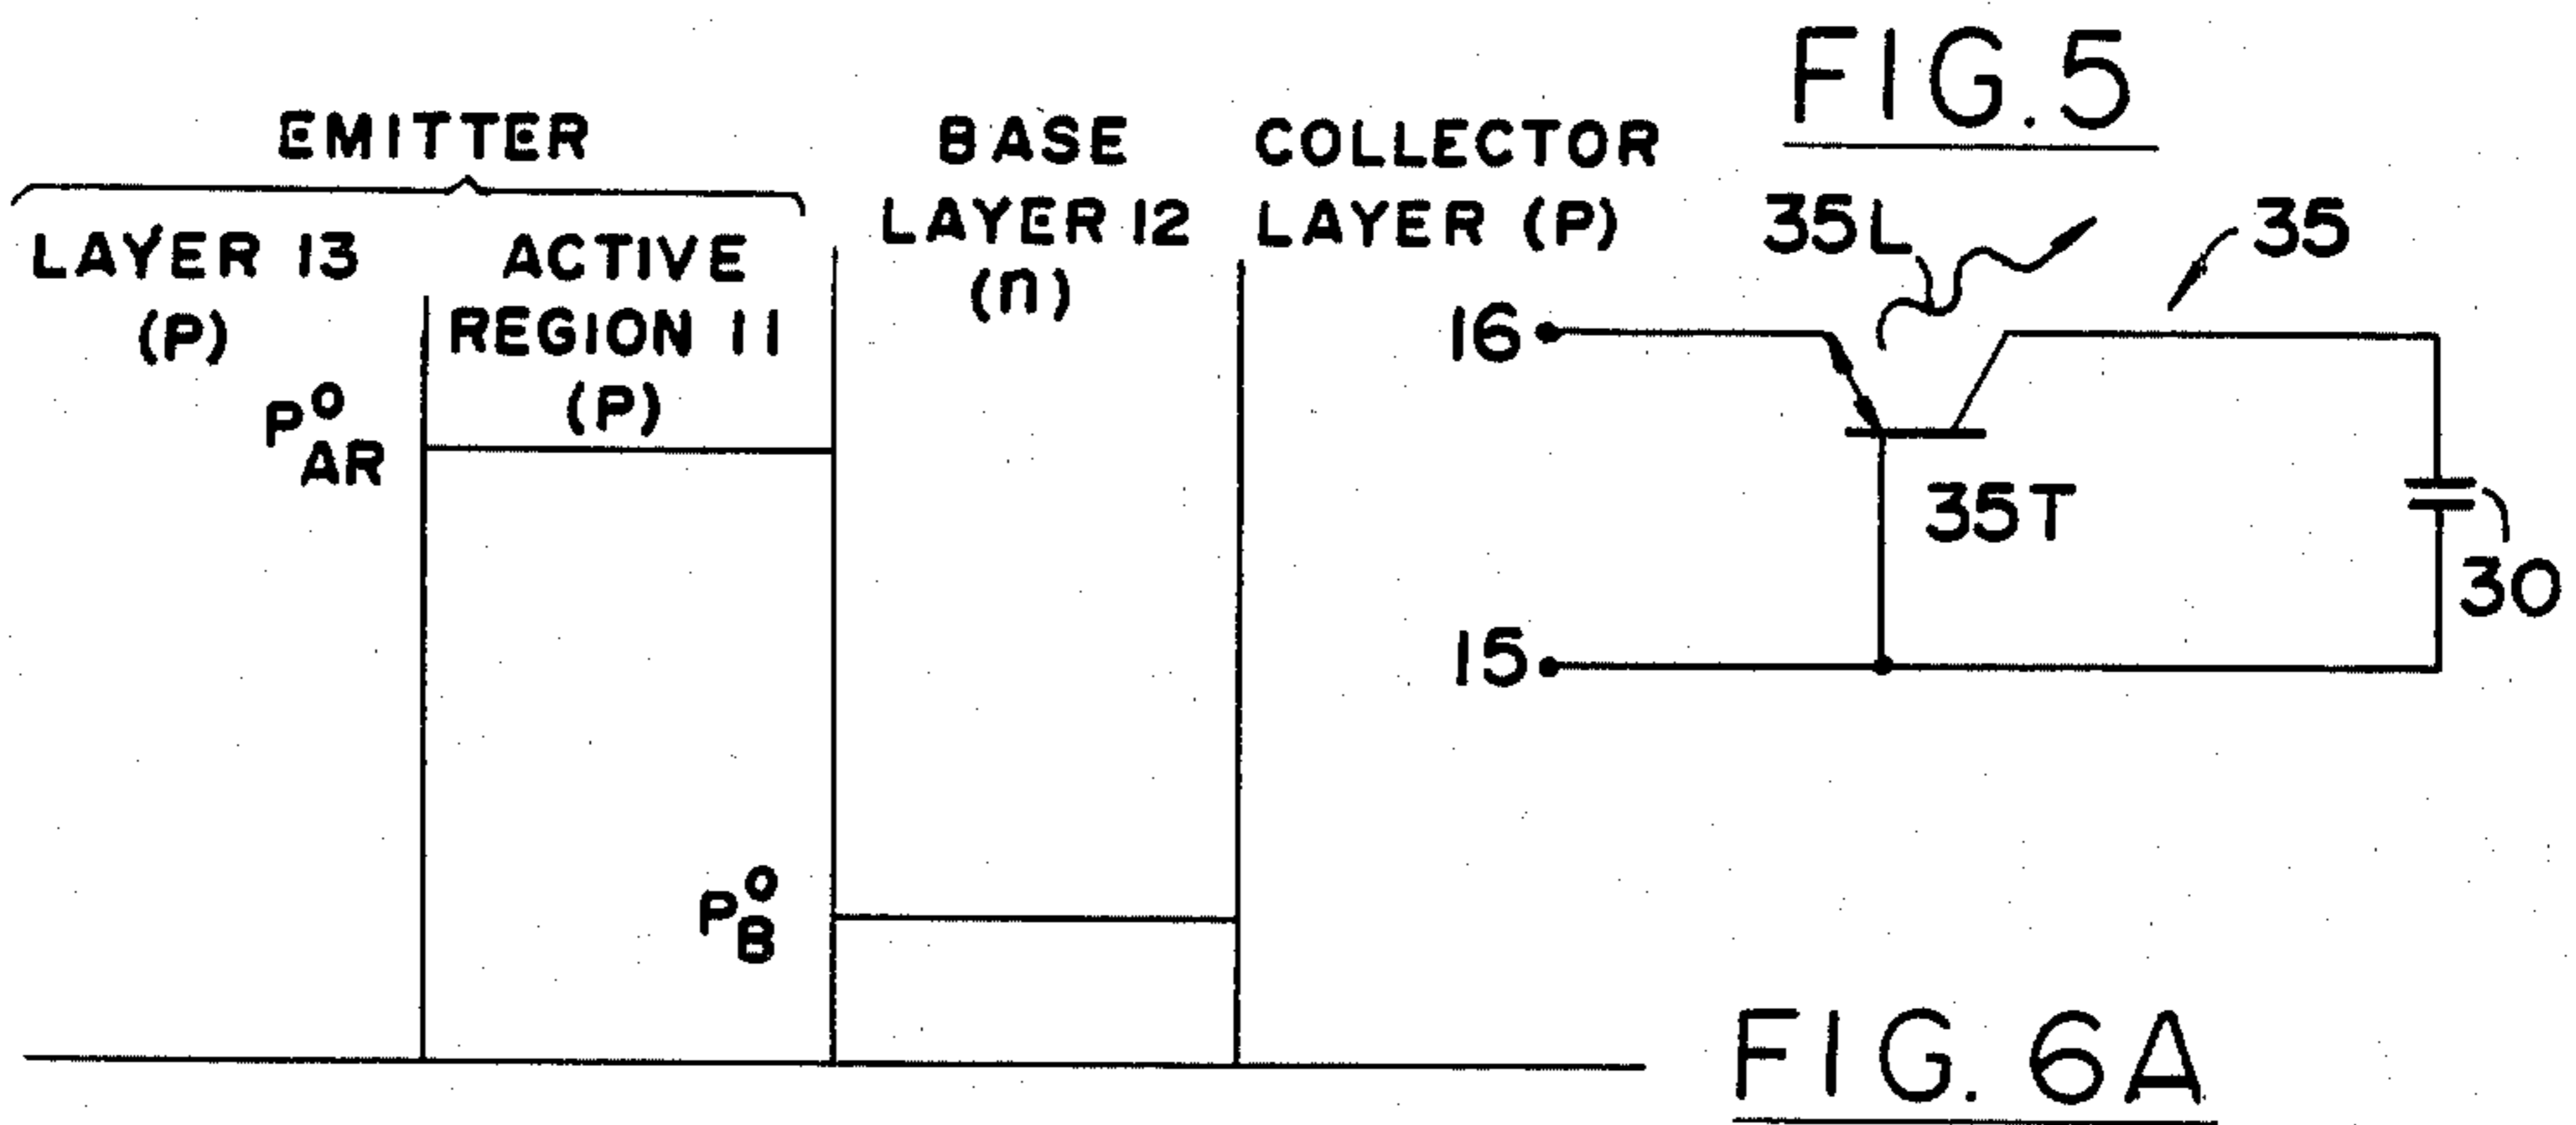 FIG. 5
EMITTER
BASE
LAYER 12
(n)
COLLECTOR
LAYER (P)
LAYER 13
(P)
ACTIVE
REGION 11
(P)
P°AR
P°B
35L
35
16
35T
30
15
FIG. 6A